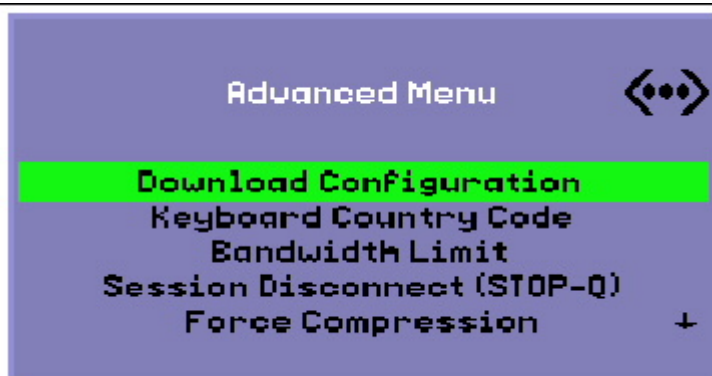 Advanced Menu
Download Configuration
Keyboard Country Code
Bandwidth Limit
Session Disconnect (STOP-Q)
Force Compression